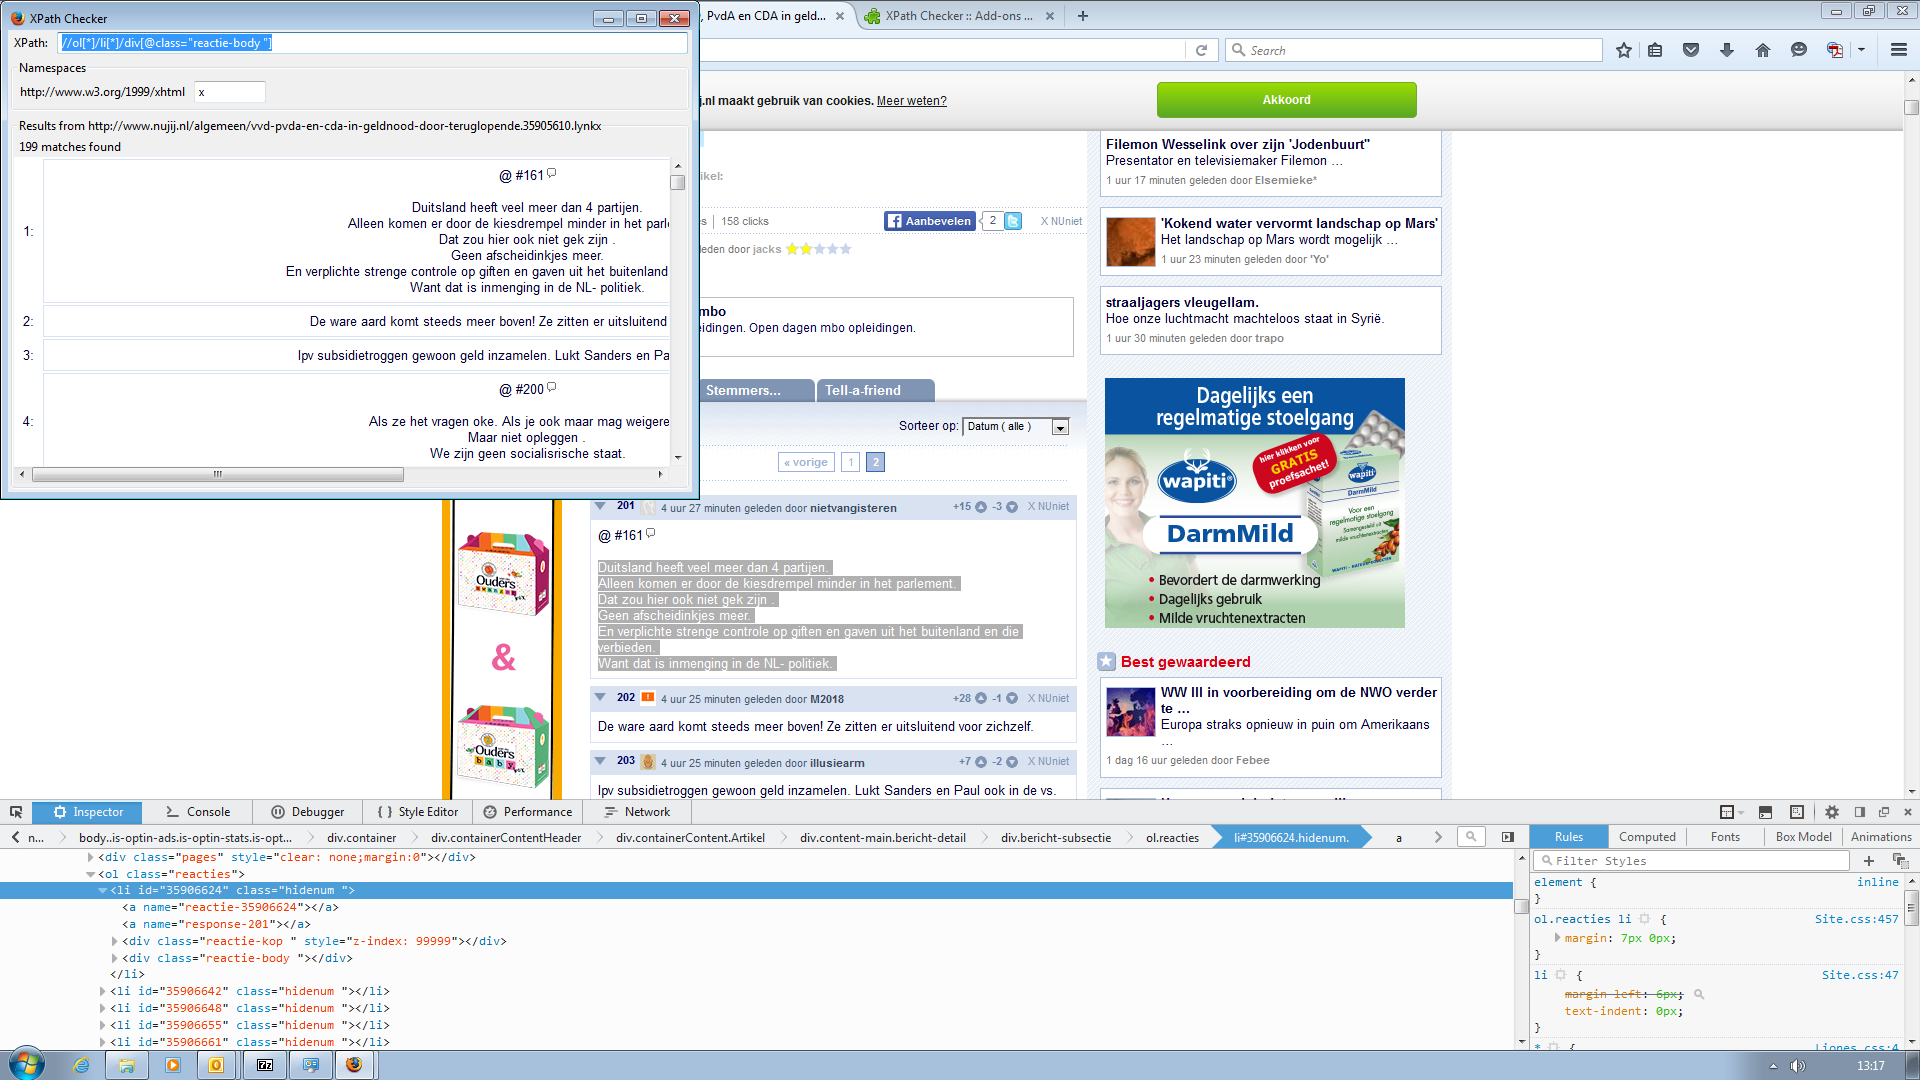 XPath Checker
XPath: //ol[*]/li[*]/div[@class="reactie-body "]
Namespaces
http://www.w3.org/1999/xhtml x
Results from http://www.nujij.nl/algemeen/vvd-pvda-en-cda-in-geldnood-door-teruglopende.35905610.lynkx
199 matches found
1:
@ #161
Duitsland heeft veel meer dan 4 partijen.
Alleen komen er door de kiesdrempel minder in het parle
Dat zou hier ook niet gek zijn .
Geen afscheidinkjes meer.
En verplichte strenge controle op giften en gaven uit het buitenland
Want dat is inmenging in de NL- politiek.
2: De ware aard komt steeds meer boven! Ze zitten er uitsluitend
3: Ipv subsidietroggen gewoon geld inzamelen. Lukt Sanders en Pa
4:
@ #200
Als ze het vragen oke. Als je ook maar mag weigere
Maar niet opleggen .
We zijn geen socialisrische staat.
, PvdA en CDA in geld...
XPath Checker :: Add-ons ...
Search
ij.nl maakt gebruik van cookies. Meer weten?
Akkoord
ikel:
es | 158 clicks
Aanbevelen 2
X NUniet
leden door jacks
mbo
leidingen. Open dagen mbo opleidingen.
Stemmers...
Tell-a-friend
Sorteer op: Datum ( alle )
« vorige 1 2
201 4 uur 27 minuten geleden door nietvangisteren +15 -3 X NUniet
@ #161
Duitsland heeft veel meer dan 4 partijen.
Alleen komen er door de kiesdrempel minder in het parlement.
Dat zou hier ook niet gek zijn .
Geen afscheidinkjes meer.
En verplichte strenge controle op giften en gaven uit het buitenland en die
verbieden.
Want dat is inmenging in de NL- politiek.
202 4 uur 25 minuten geleden door M2018 +28 -1 X NUniet
De ware aard komt steeds meer boven! Ze zitten er uitsluitend voor zichzelf.
203 4 uur 25 minuten geleden door illusiearm +7 -2 X NUniet
Ipv subsidietroggen gewoon geld inzamelen. Lukt Sanders en Paul ook in de vs.
Ouders
&
Ouders
baby
Filemon Wesselink over zijn 'Jodenbuurt"
Presentator en televisiemaker Filemon …
1 uur 17 minuten geleden door Elsemieke*
'Kokend water vervormt landschap op Mars'
Het landschap op Mars wordt mogelijk …
1 uur 23 minuten geleden door 'Yo'
straaljagers vleugellam.
Hoe onze luchtmacht machteloos staat in Syrië.
1 uur 30 minuten geleden door trapo
Dagelijks een
regelmatige stoelgang
hier klikken voor
GRATIS
proefsachet!
wapiti
wapiti
DarmMild
DarmMild
Voor een
regelmatige stoelgang
• Bevordert de darmwerking
• Dagelijks gebruik
• Milde vruchtenextracten
Best gewaardeerd
WW III in voorbereiding om de NWO verder
te …
Europa straks opnieuw in puin om Amerikaans
…
1 dag 16 uur geleden door Febee
Inspector
Console
Debugger
Style Editor
Performance
Network
n...
body..is-optin-ads.is-optin-stats.is-opt...
div.container
div.containerContentHeader
div.containerContent.Artikel
div.content-main.bericht-detail
div.bericht-subsectie
ol.reacties
li#35906624.hidenum.
a
<div class="pages" style="clear: none;margin:0"></div>
<ol class="reacties">
<li id="35906624" class="hidenum ">
<a name="reactie-35906624"></a>
<a name="response-201"></a>
<div class="reactie-kop " style="z-index: 99999"></div>
<div class="reactie-body "></div>
</li>
<li id="35906642" class="hidenum "></li>
<li id="35906648" class="hidenum "></li>
<li id="35906655" class="hidenum "></li>
<li id="35906661" class="hidenum "></li>
Rules
Computed
Fonts
Box Model
Animations
Filter Styles
element { inline
}
ol.reacties li { Site.css:457
margin: 7px 0px;
}
li { Site.css:47
margin-left: 6px;
text-indent: 0px;
}
* { Liones.css:4
7z
13:17